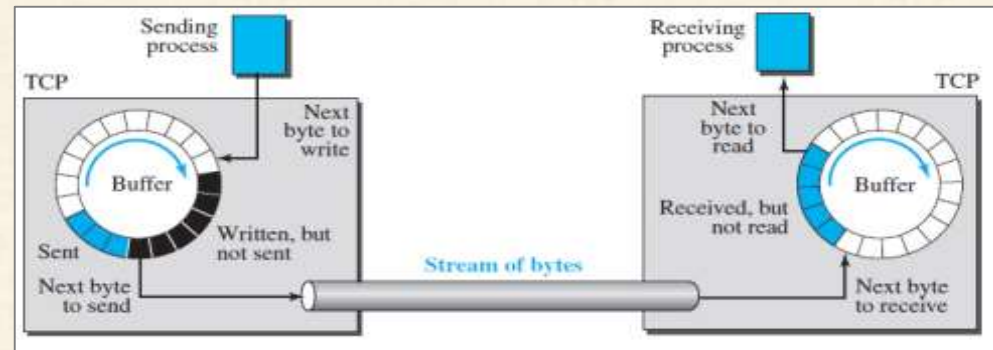 Sending
process
TCP
Next
byte to
write
Buffer
Written, but
not sent
Sent
Next byte
to send
Stream of bytes
Receiving
process
TCP
Next
byte to
read
Buffer
Received, but
not read
Next byte
to receive